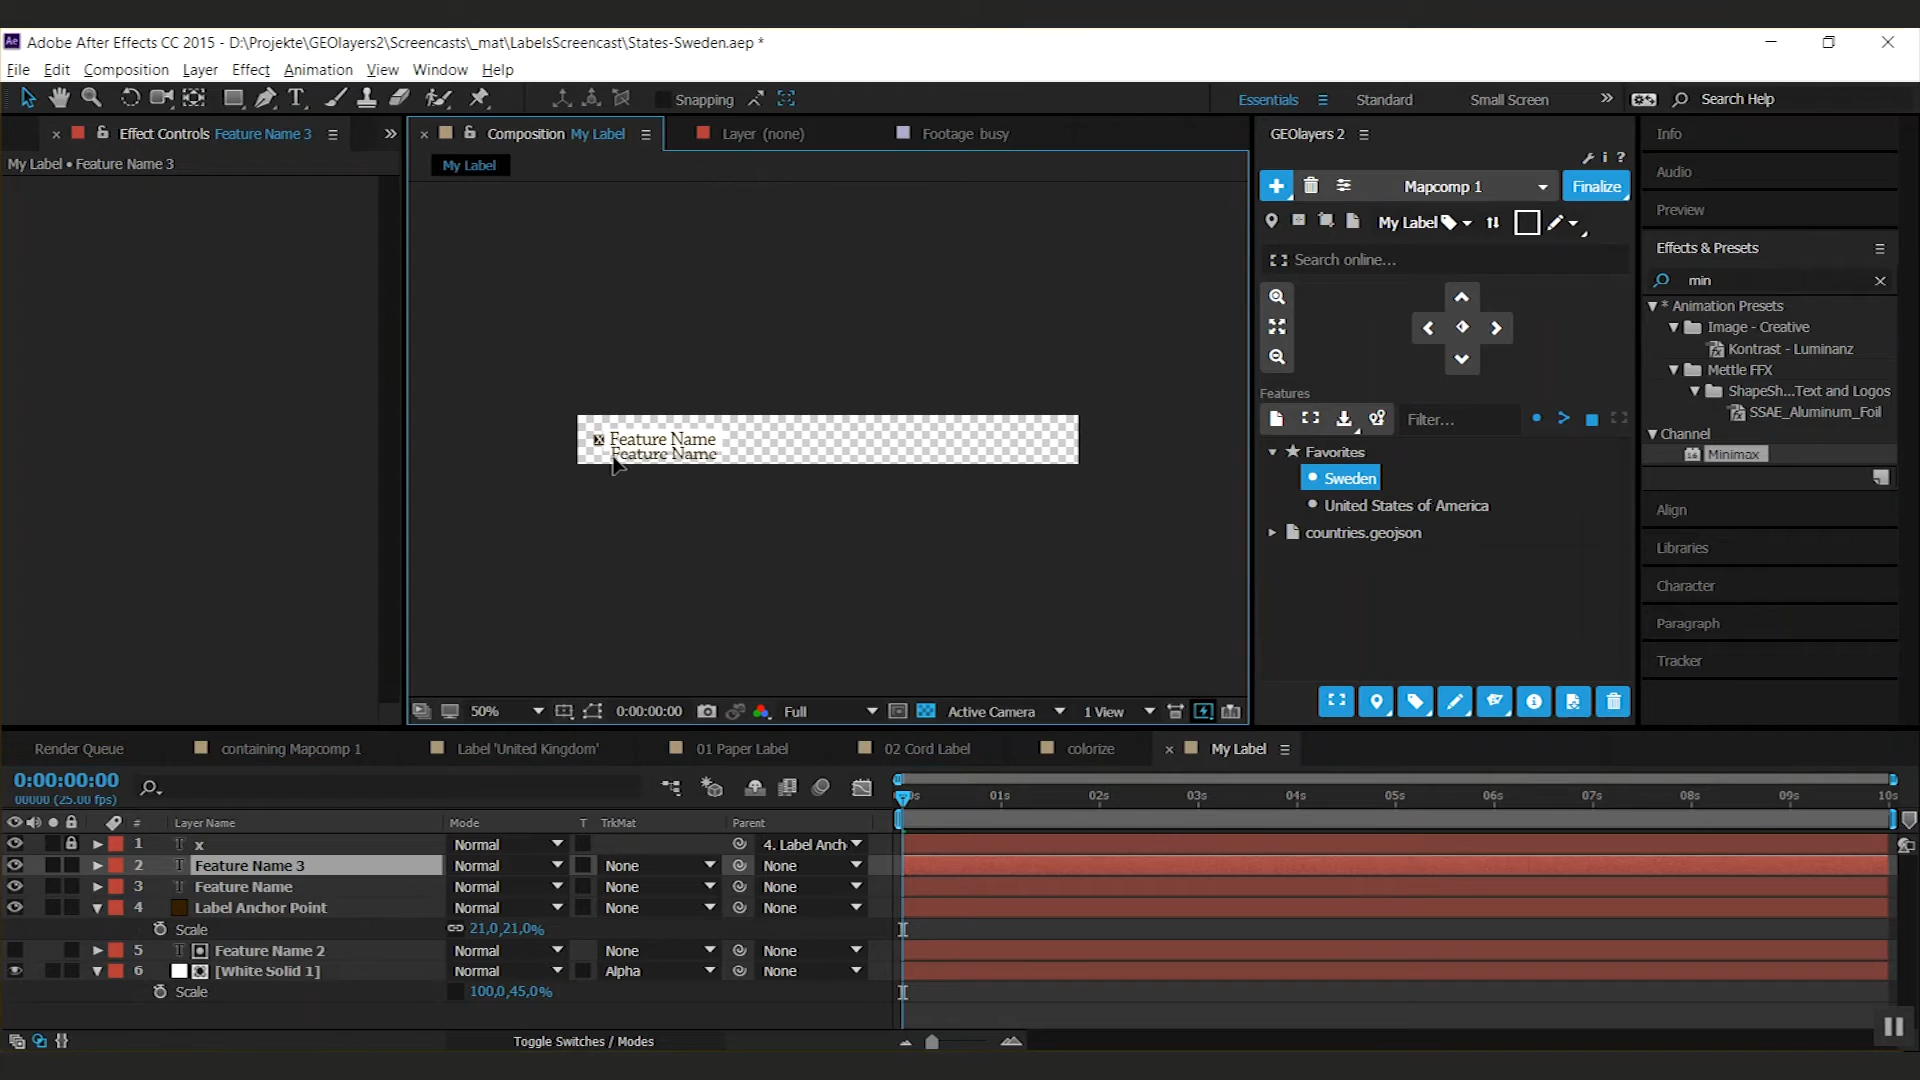 Adobe After Effects CC 2015 - D:\Projekte\GEOlayers2\Screencasts\_mat\LabelsScreencast\States-Sweden.aep *
File Edit Composition Layer Effect Animation View Window Help
Snapping
Essentials Standard Small Screen » Search Help
Effect Controls Feature Name 3
My Label • Feature Name 3
Composition My Label
Layer (none)
Footage busy
My Label
Feature Name
Feature Name
50% 0:00:00:00 Full Active Camera 1 View
GEOlayers 2
Mapcomp 1 Finalize
My Label
Search online...
Features
Filter...
Favorites
Sweden
United States of America
countries.geojson
Info
Audio
Preview
Effects & Presets
min
* Animation Presets
Image - Creative
Kontrast - Luminanz
Mettle FFX
ShapeSh...Text and Logos
SSAE_Aluminum_Foil
Channel
Minimax
Align
Libraries
Character
Paragraph
Tracker
Render Queue containing Mapcomp 1 Label 'United Kingdom' 01 Paper Label 02 Cord Label colorize My Label
0:00:00:00
00000 (25.00 fps)
01s 02s 03s 04s 05s 06s 07s 08s 09s 10s
# Layer Name Mode T TrkMat Parent
1 x Normal 4. Label Anch
2 Feature Name 3 Normal None None
3 Feature Name Normal None None
4 Label Anchor Point Normal None None
Scale 21,0,21,0%
5 Feature Name 2 Normal None None
6 [White Solid 1] Normal Alpha None
Scale 100,0,45,0%
Toggle Switches / Modes